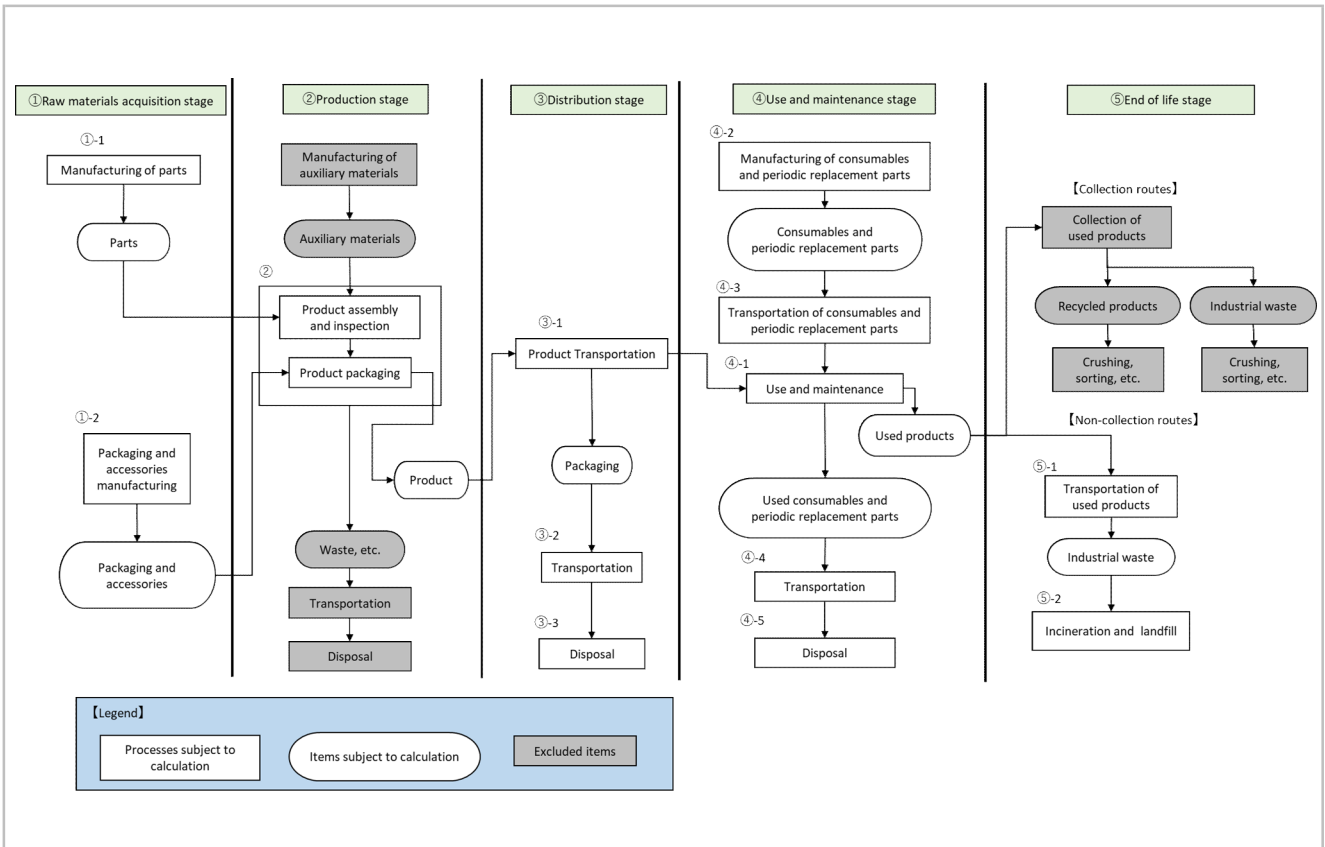 ①Raw materials acquisition stage
①-1
Manufacturing of parts
Parts
①-2
Packaging and
accessories
manufacturing
Packaging and
accessories
②Production stage
Manufacturing of
auxiliary materials
Auxiliary materials
②
Product assembly
and inspection
Product packaging
Product
Waste, etc.
Transportation
Disposal
③Distribution stage
③-1
Product Transportation
Packaging
③-2
Transportation
③-3
Disposal
④Use and maintenance stage
④-2
Manufacturing of consumables
and periodic replacement parts
Consumables and
periodic replacement parts
④-3
Transportation of consumables and
periodic replacement parts
④-1
Use and maintenance
Used products
Used consumables and
periodic replacement parts
④-4
Transportation
④-5
Disposal
⑤End of life stage
【Collection routes】
Collection of
used products
Recycled products
Industrial waste
Crushing,
sorting, etc.
Crushing,
sorting, etc.
【Non-collection routes】
⑤-1
Transportation of
used products
Industrial waste
⑤-2
Incineration and landfill
【Legend】
Processes subject to
calculation
Items subject to calculation
Excluded items